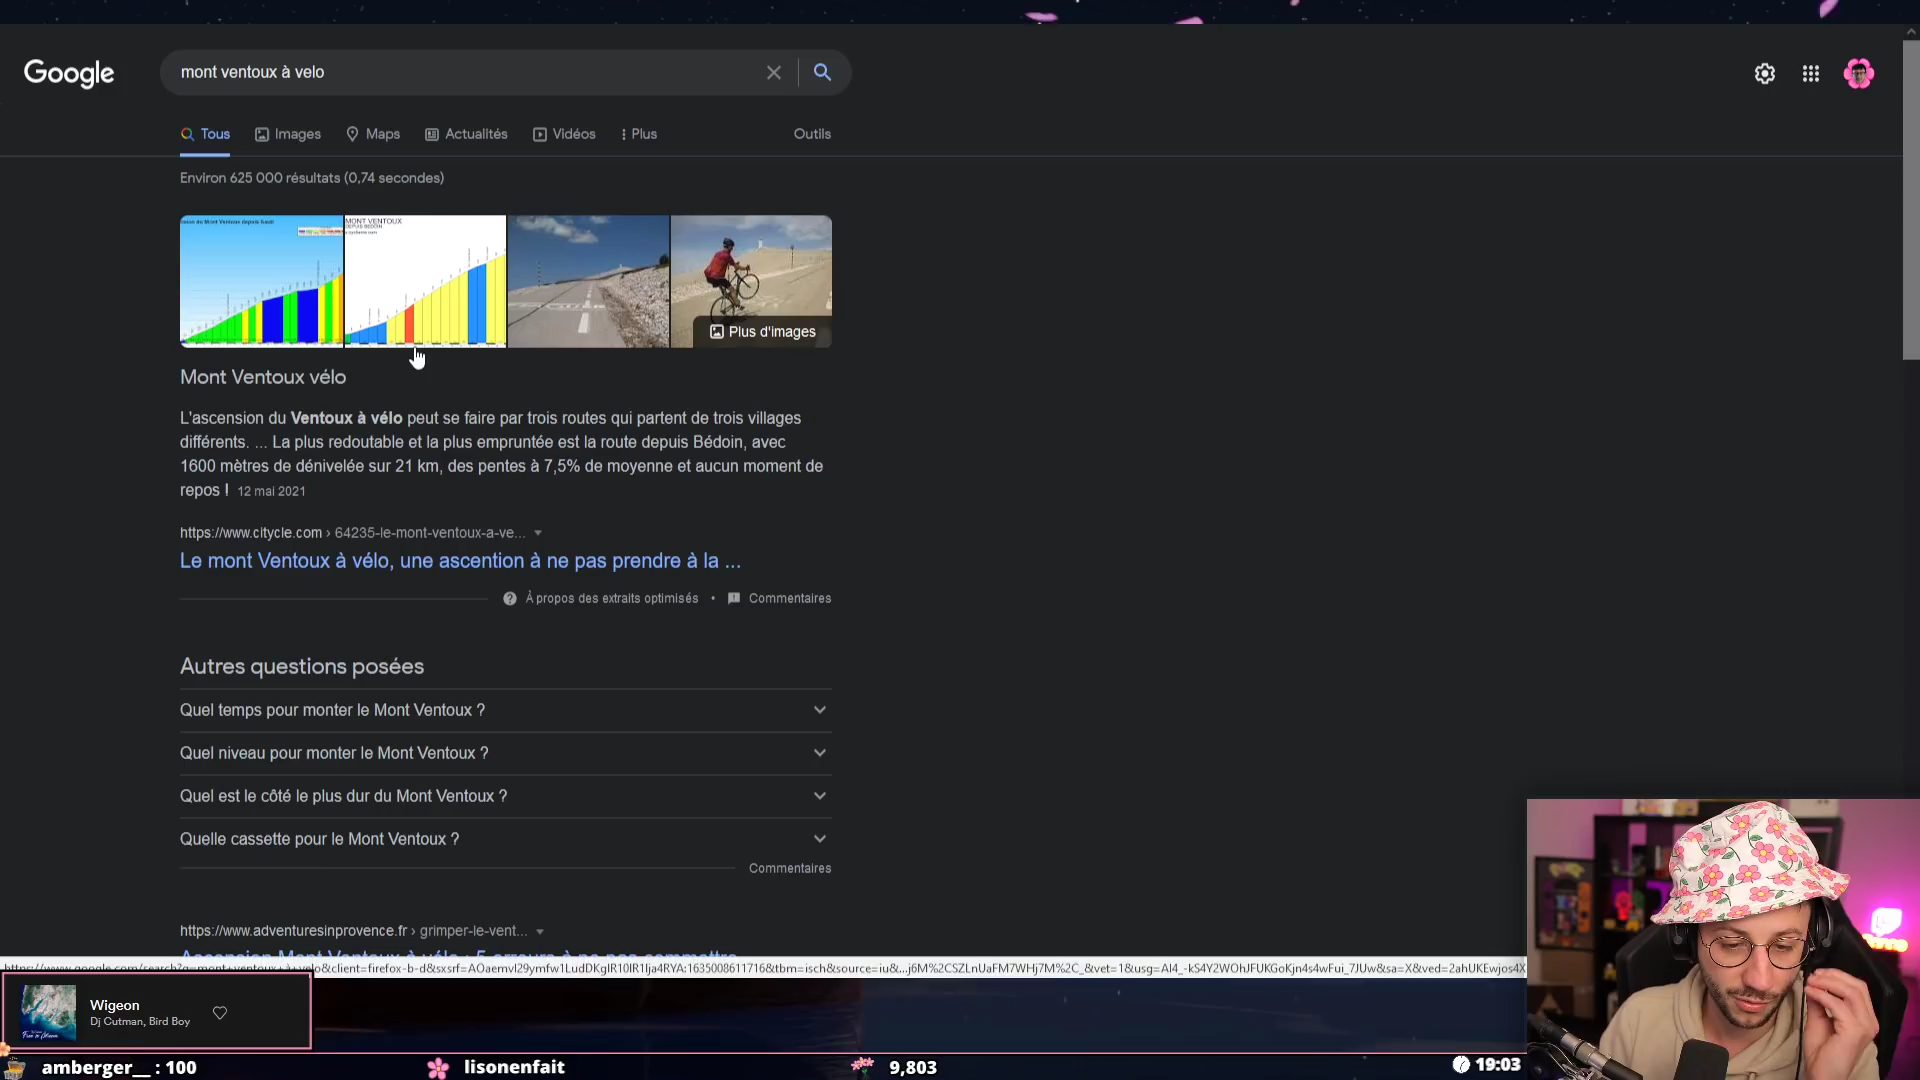 Google
mont ventoux à velo
Tous
Images
Maps
Actualités
Vidéos
Plus
Outils
Environ 625 000 résultats (0,74 secondes)
MONT VENTOUX
DEPUIS BEDOIN
Plus d'images
Mont Ventoux vélo
L'ascension du Ventoux à vélo peut se faire par trois routes qui partent de trois villages
différents. ... La plus redoutable et la plus empruntée est la route depuis Bédoin, avec
1600 mètres de dénivelée sur 21 km, des pentes à 7,5% de moyenne et aucun moment de
repos ! 12 mai 2021
https://www.citycle.com › 64235-le-mont-ventoux-a-ve...
Le mont Ventoux à vélo, une ascention à ne pas prendre à la ...
À propos des extraits optimisés • Commentaires
Autres questions posées
Quel temps pour monter le Mont Ventoux ?
Quel niveau pour monter le Mont Ventoux ?
Quel est le côté le plus dur du Mont Ventoux ?
Quelle cassette pour le Mont Ventoux ?
Commentaires
https://www.adventuresinprovence.fr › grimper-le-vent...
Wigeon
Dj Cutman, Bird Boy
amberger__ : 100
lisonenfait
9,803
19:03